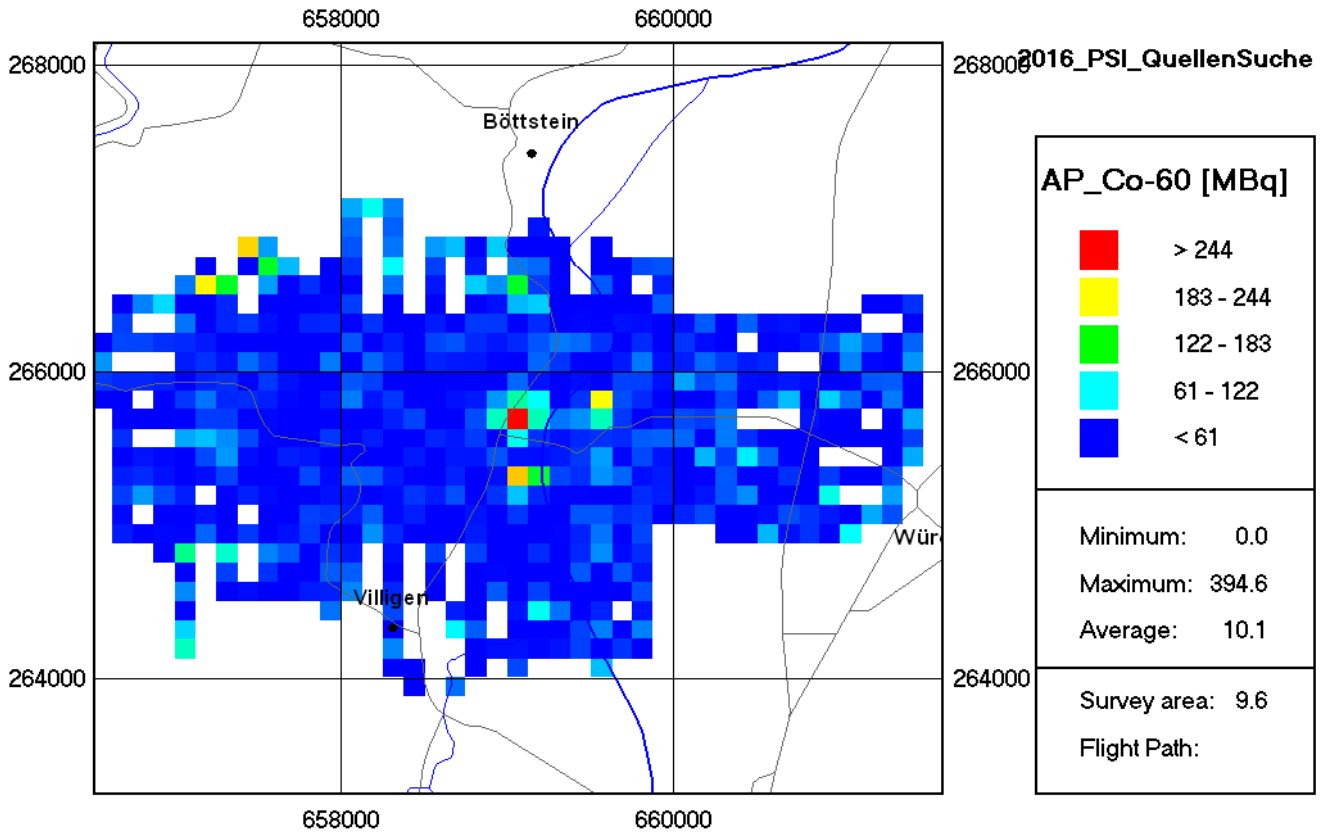 658000 660000
268000 268000 2016_PSI_QuellenSuche
Böttstein
AP_Co-60 [MBq]
> 244
183 - 244
122 - 183
61 - 122
< 61
266000 266000
Würe
Villigen
264000 264000
Minimum: 0.0
Maximum: 394.6
Average: 10.1
Survey area: 9.6
Flight Path:
658000 660000